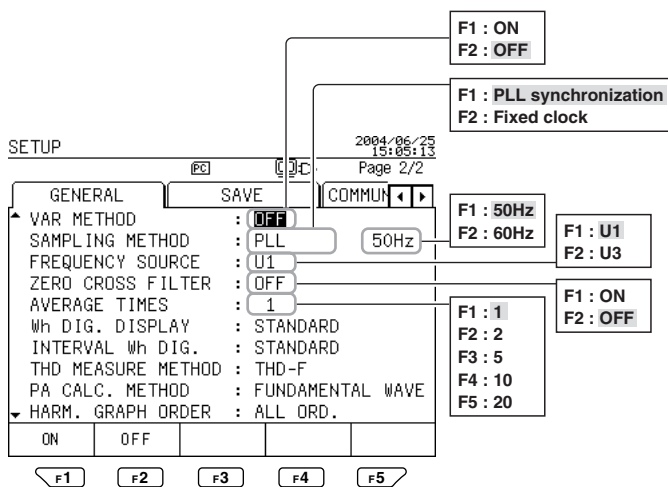 F1 : ON
F2 : OFF
F1 : PLL synchronization
F2 : Fixed clock
SETUP
2004/06/25
15:05:13
PC
Page 2/2
GENERAL SAVE COMMUN
VAR METHOD : OFF
SAMPLING METHOD : PLL 50Hz
FREQUENCY SOURCE : U1
ZERO CROSS FILTER : OFF
AVERAGE TIMES : 1
Wh DIG. DISPLAY : STANDARD
INTERVAL Wh DIG. : STANDARD
THD MEASURE METHOD : THD-F
PA CALC. METHOD : FUNDAMENTAL WAVE
HARM. GRAPH ORDER : ALL ORD.
ON OFF
F1 F2 F3 F4 F5
F1 : 50Hz
F2 : 60Hz
F1 : U1
F2 : U3
F1 : ON
F2 : OFF
F1 : 1
F2 : 2
F3 : 5
F4 : 10
F5 : 20